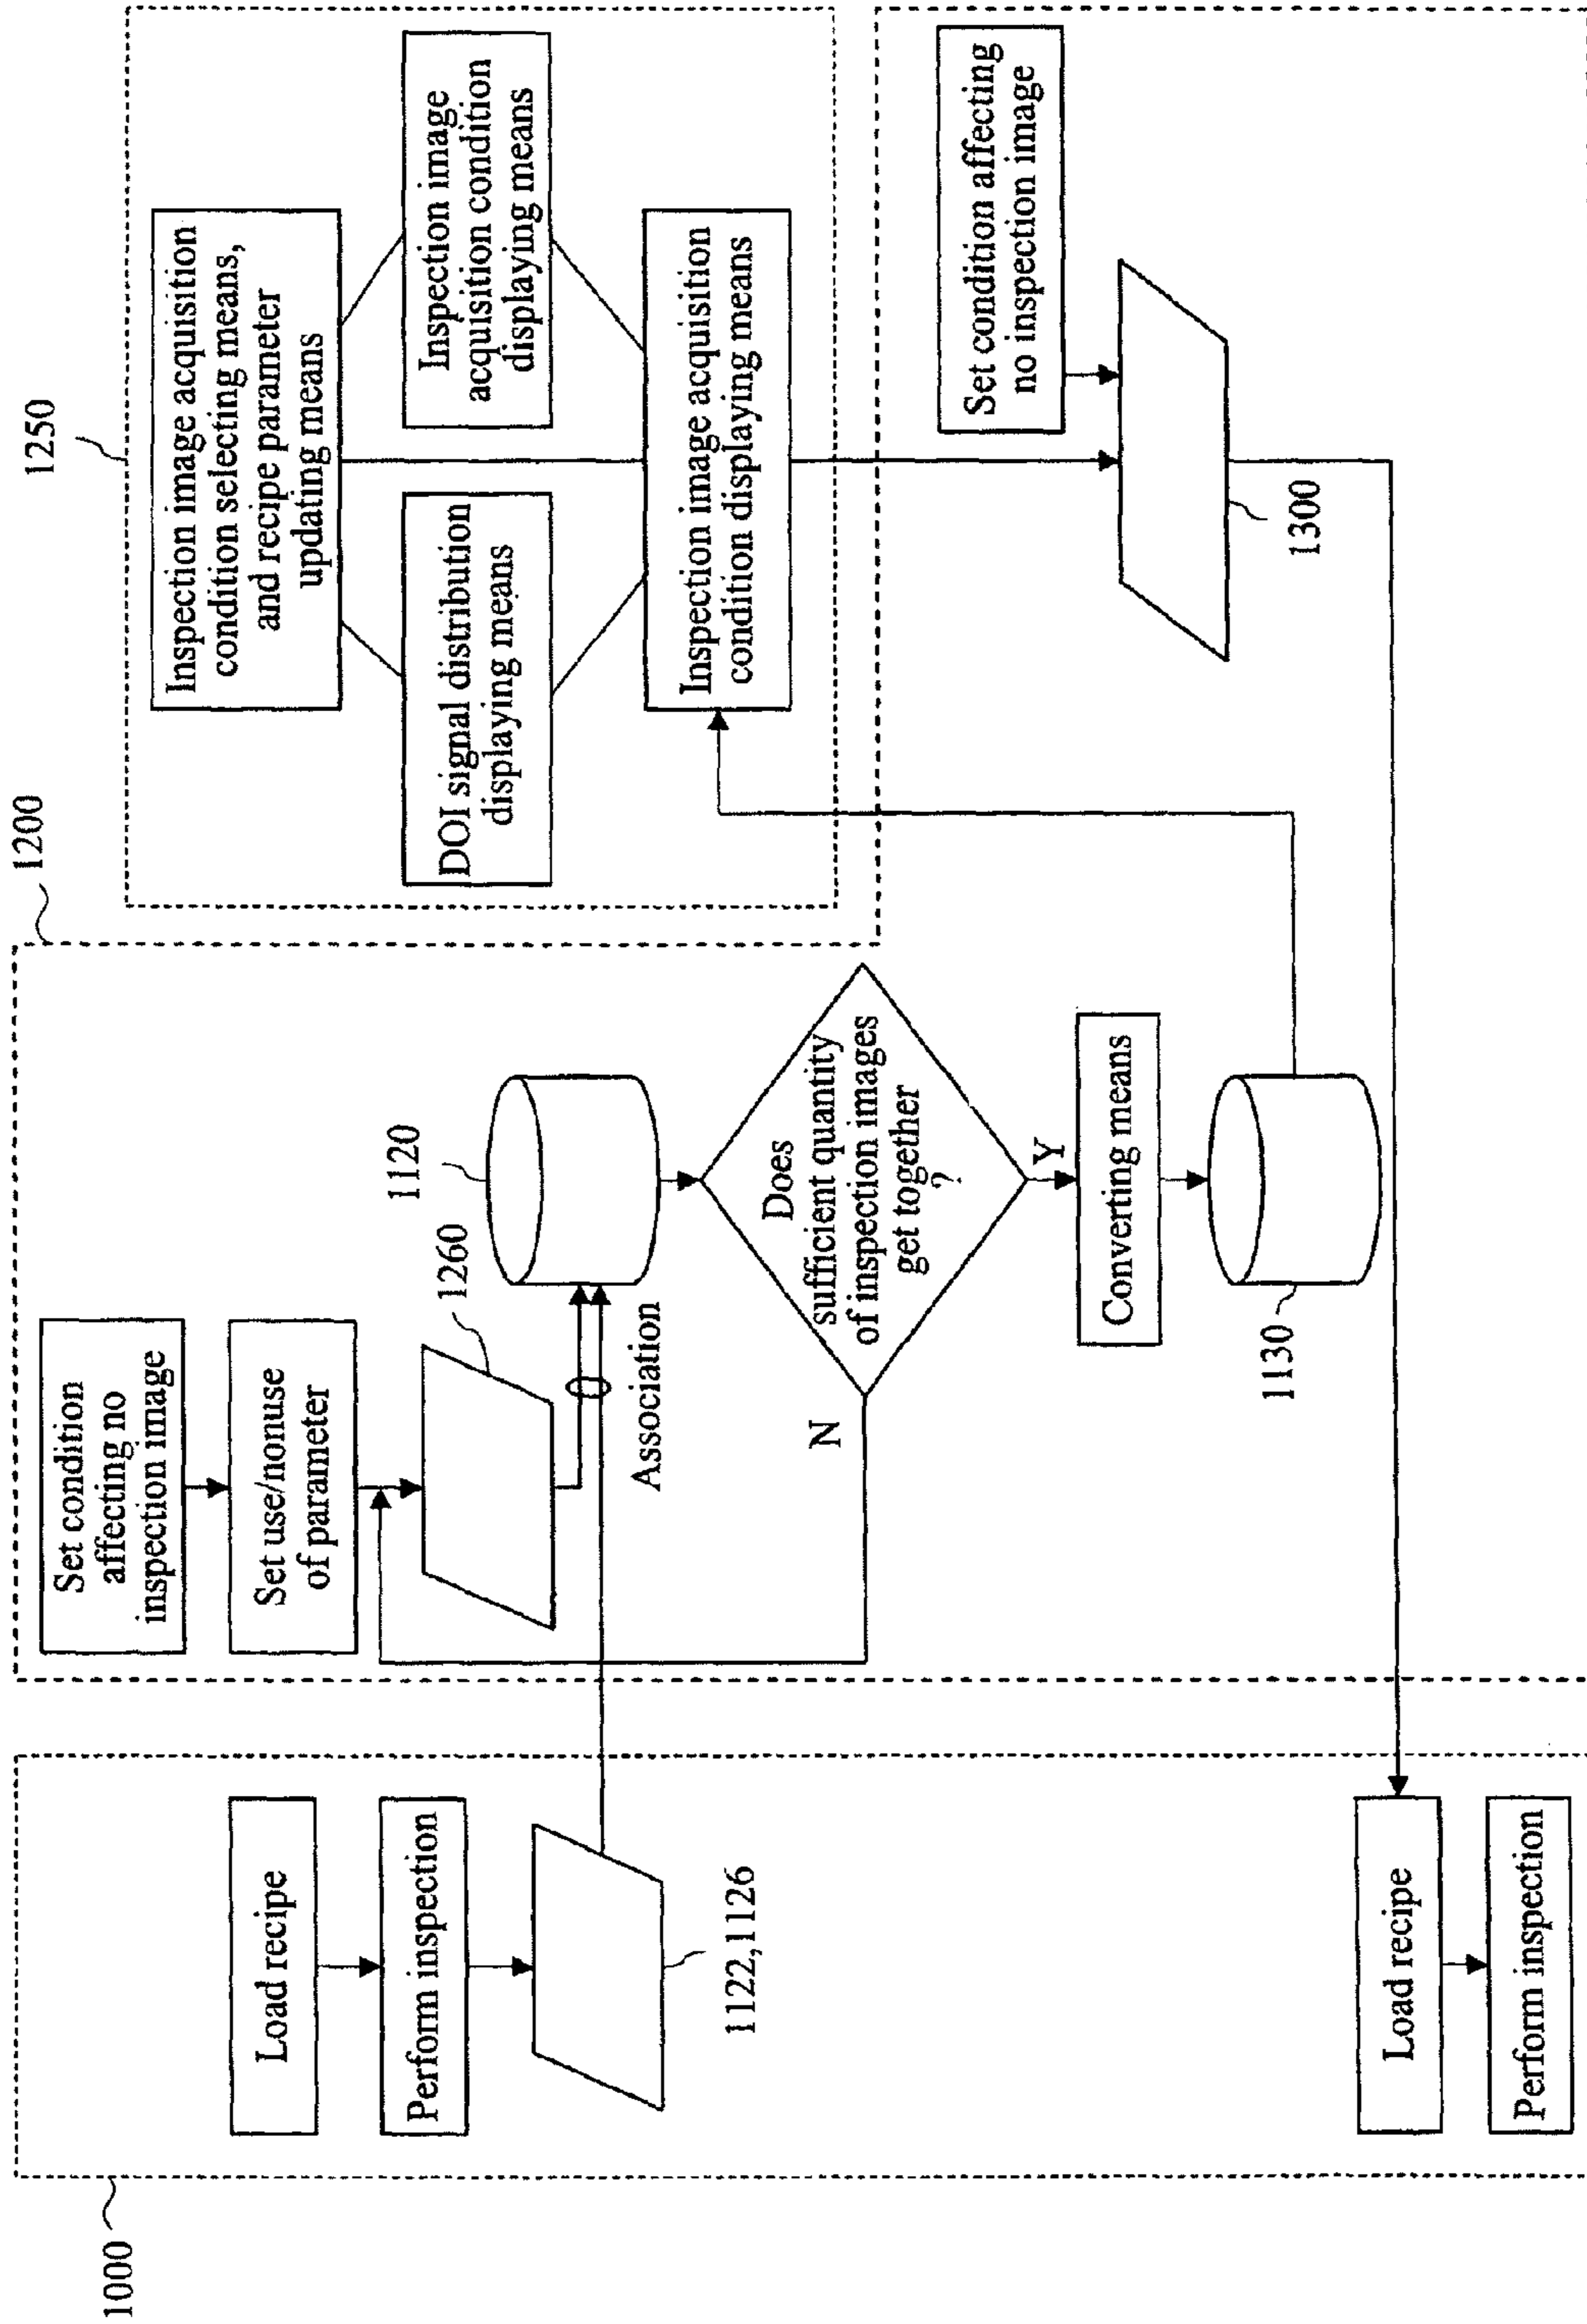 1000
Load recipe
Perform inspection
1122,1126
Load recipe
Perform inspection
1200
Set condition
affecting no
inspection image
Set use/nonuse
of parameter
1260
Association
1120
Does
sufficient quantity
of inspection images
get together
?
N
Y
Converting means
1130
1250
Inspection image acquisition
condition selecting means,
and recipe parameter
updating means
DOI signal distribution
displaying means
Inspection image
acquisition condition
displaying means
Inspection image acquisition
condition displaying means
Set condition affecting
no inspection image
1300